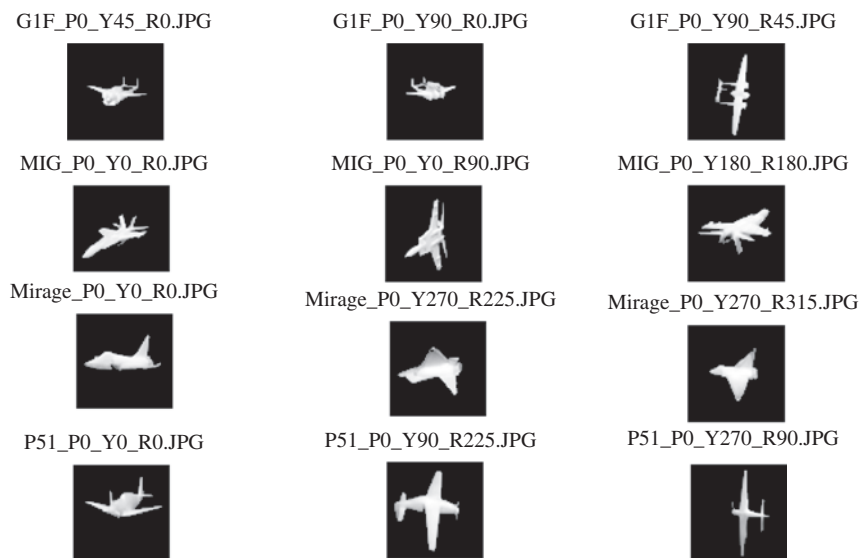 G1F_P0_Y45_R0.JPG G1F_P0_Y90_R0.JPG G1F_P0_Y90_R45.JPG
MIG_P0_Y0_R0.JPG MIG_P0_Y0_R90.JPG MIG_P0_Y180_R180.JPG
Mirage_P0_Y0_R0.JPG Mirage_P0_Y270_R225.JPG Mirage_P0_Y270_R315.JPG
P51_P0_Y0_R0.JPG P51_P0_Y90_R225.JPG P51_P0_Y270_R90.JPG